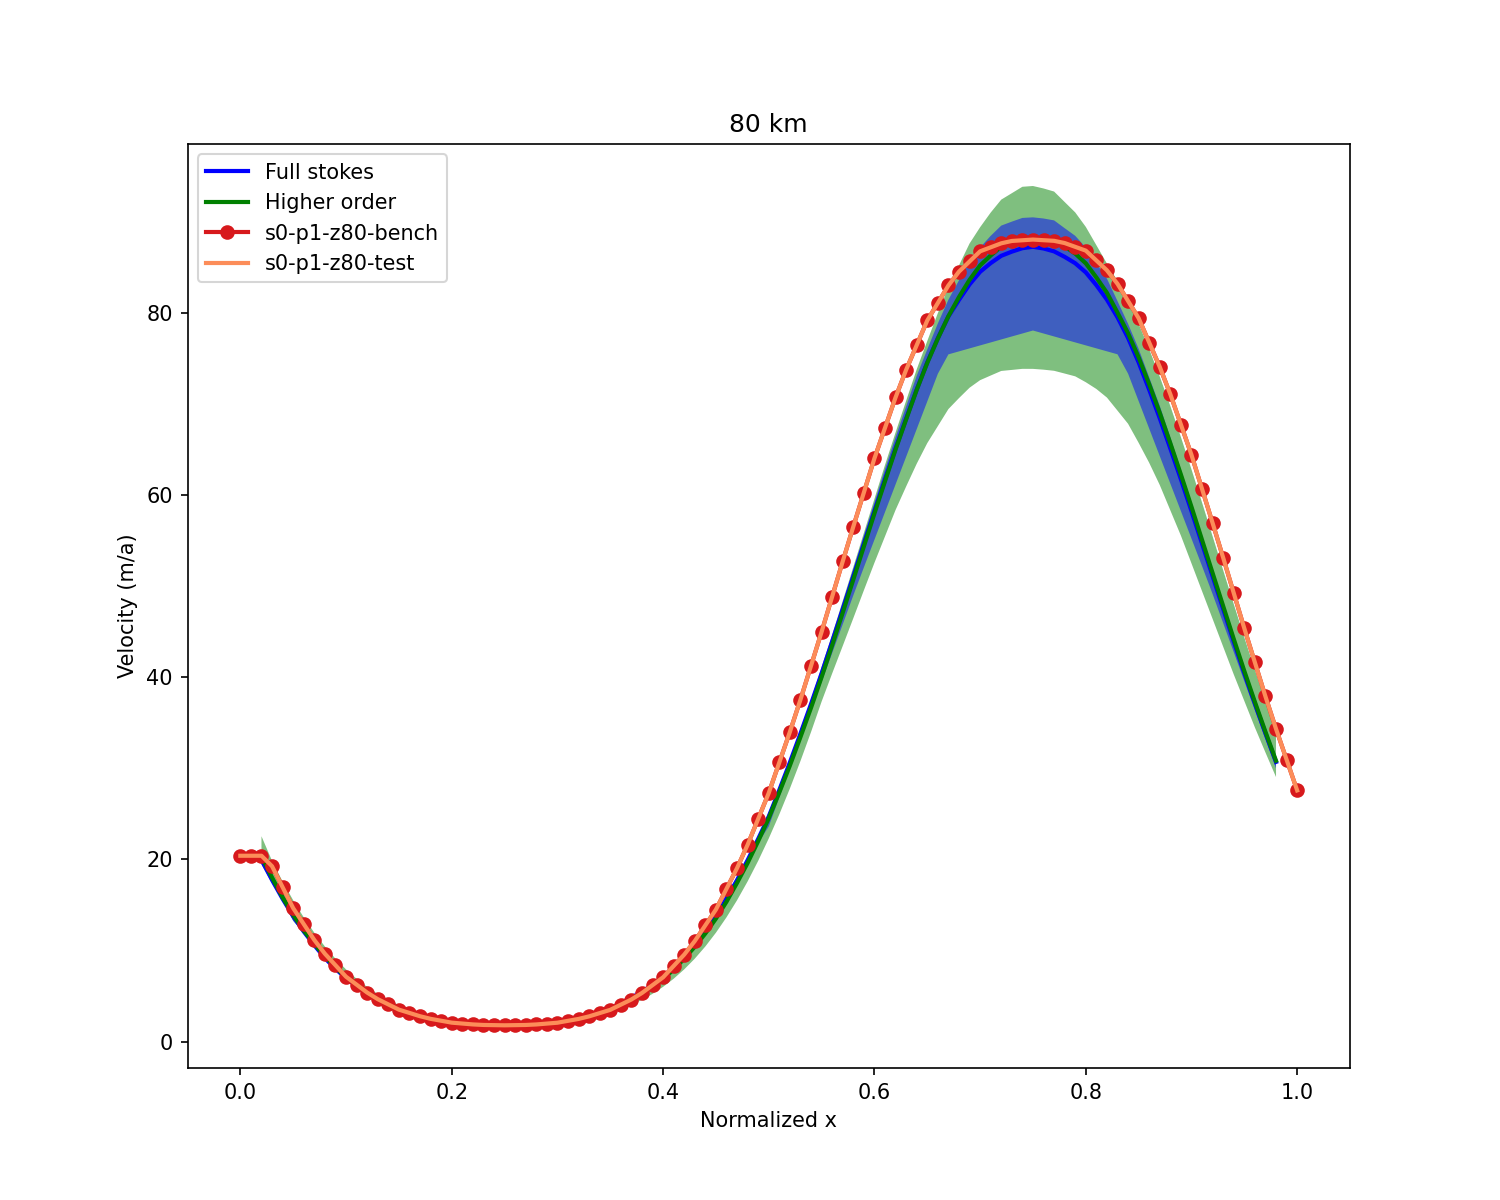 80 km
Full stokes
Higher order
s0-p1-z80-bench
s0-p1-z80-test
Velocity (m/a)
80
60
40
20
0
0.0 0.2 0.4 0.6 0.8 1.0
Normalized x